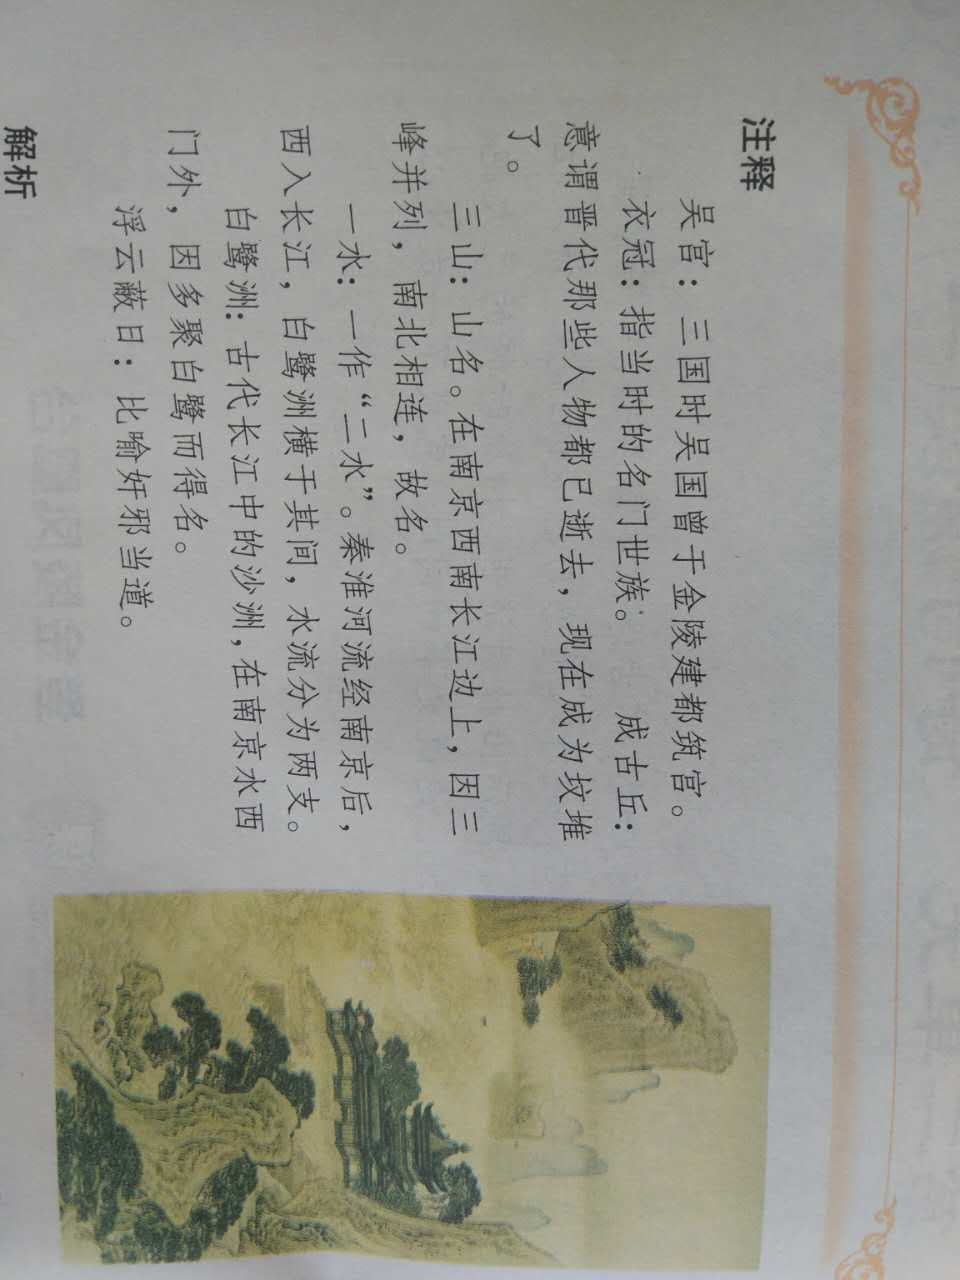 注释
吴宫：三国时吴国曾于金陵建都筑宫。
衣冠：指当时的名门世族。 成古丘：
意谓晋代那些人物都已逝去，现在成为坟堆
了。
三山：山名。在南京西南长江边上，因三
峰并列，南北相连，故名。
一水：一作“二水”。秦淮河流经南京后，
西入长江，白鹭洲横于其间，水流分为两支。
白鹭洲：古代长江中的沙洲，在南京水西
门外，因多聚白鹭而得名。
浮云蔽日：比喻奸邪当道。
解析